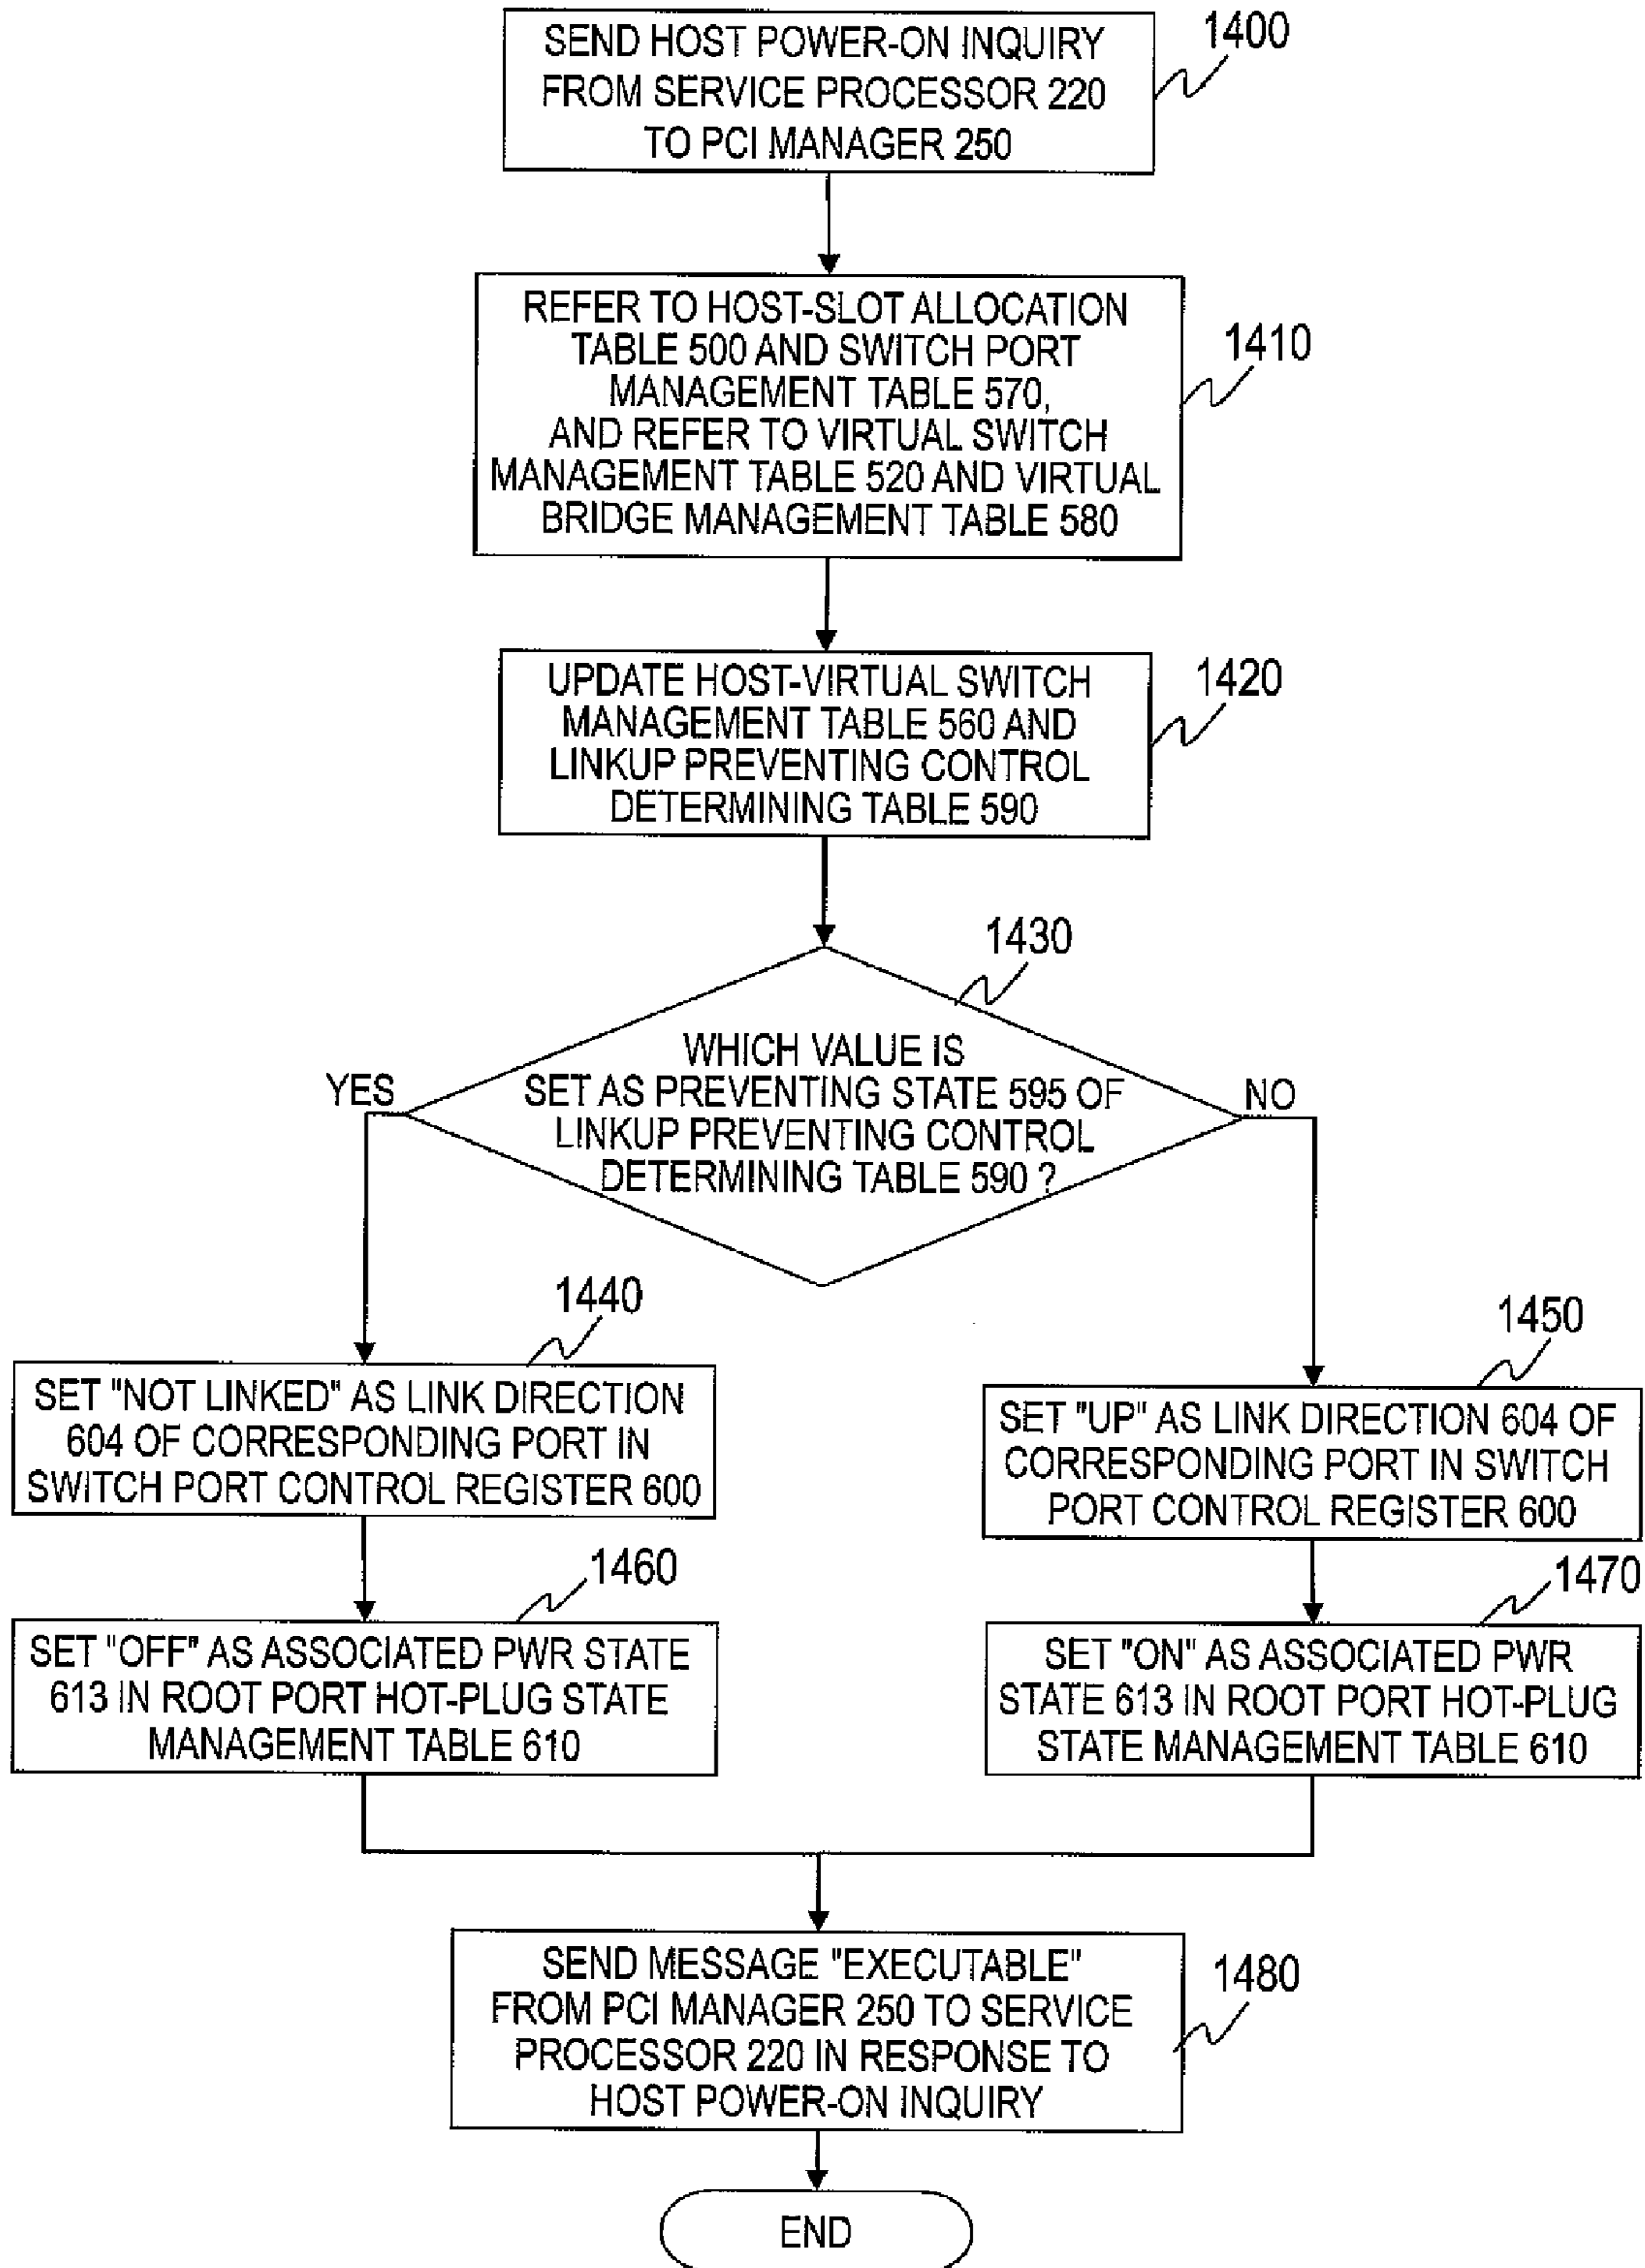 SEND HOST POWER-ON INQUIRY
FROM SERVICE PROCESSOR 220
TO PCI MANAGER 250
1400
REFER TO HOST-SLOT ALLOCATION
TABLE 500 AND SWITCH PORT
MANAGEMENT TABLE 570,
AND REFER TO VIRTUAL SWITCH
MANAGEMENT TABLE 520 AND VIRTUAL
BRIDGE MANAGEMENT TABLE 580
1410
UPDATE HOST-VIRTUAL SWITCH
MANAGEMENT TABLE 560 AND
LINKUP PREVENTING CONTROL
DETERMINING TABLE 590
1420
1430
WHICH VALUE IS
SET AS PREVENTING STATE 595 OF
LINKUP PREVENTING CONTROL
DETERMINING TABLE 590 ?
YES
NO
1440
SET "NOT LINKED" AS LINK DIRECTION
604 OF CORRESPONDING PORT IN
SWITCH PORT CONTROL REGISTER 600
1450
SET "UP" AS LINK DIRECTION 604 OF
CORRESPONDING PORT IN SWITCH
PORT CONTROL REGISTER 600
1460
SET "OFF" AS ASSOCIATED PWR STATE
613 IN ROOT PORT HOT-PLUG STATE
MANAGEMENT TABLE 610
1470
SET "ON" AS ASSOCIATED PWR
STATE 613 IN ROOT PORT HOT-PLUG
STATE MANAGEMENT TABLE 610
SEND MESSAGE "EXECUTABLE"
FROM PCI MANAGER 250 TO SERVICE
PROCESSOR 220 IN RESPONSE TO
HOST POWER-ON INQUIRY
1480
END